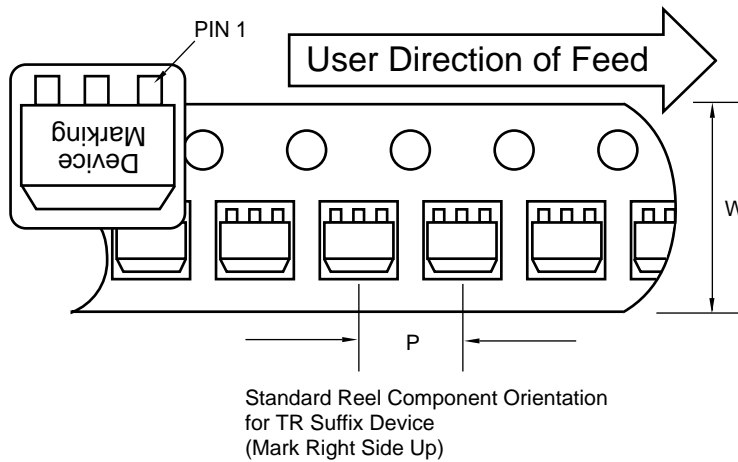 PIN 1
User Direction of Feed
Device
Marking
W
P
Standard Reel Component Orientation
for TR Suffix Device
(Mark Right Side Up)